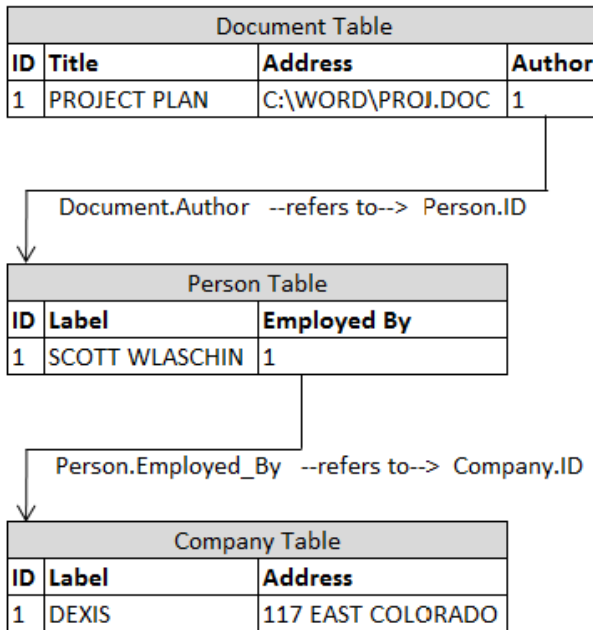 Document Table
ID Title Address Author
1 PROJECT PLAN C:\WORD\PROJ.DOC 1
Document.Author --refers to--> Person.ID
Person Table
ID Label Employed By
1 SCOTT WLASCHIN 1
Person.Employed_By --refers to--> Company.ID
Company Table
ID Label Address
1 DEXIS 117 EAST COLORADO